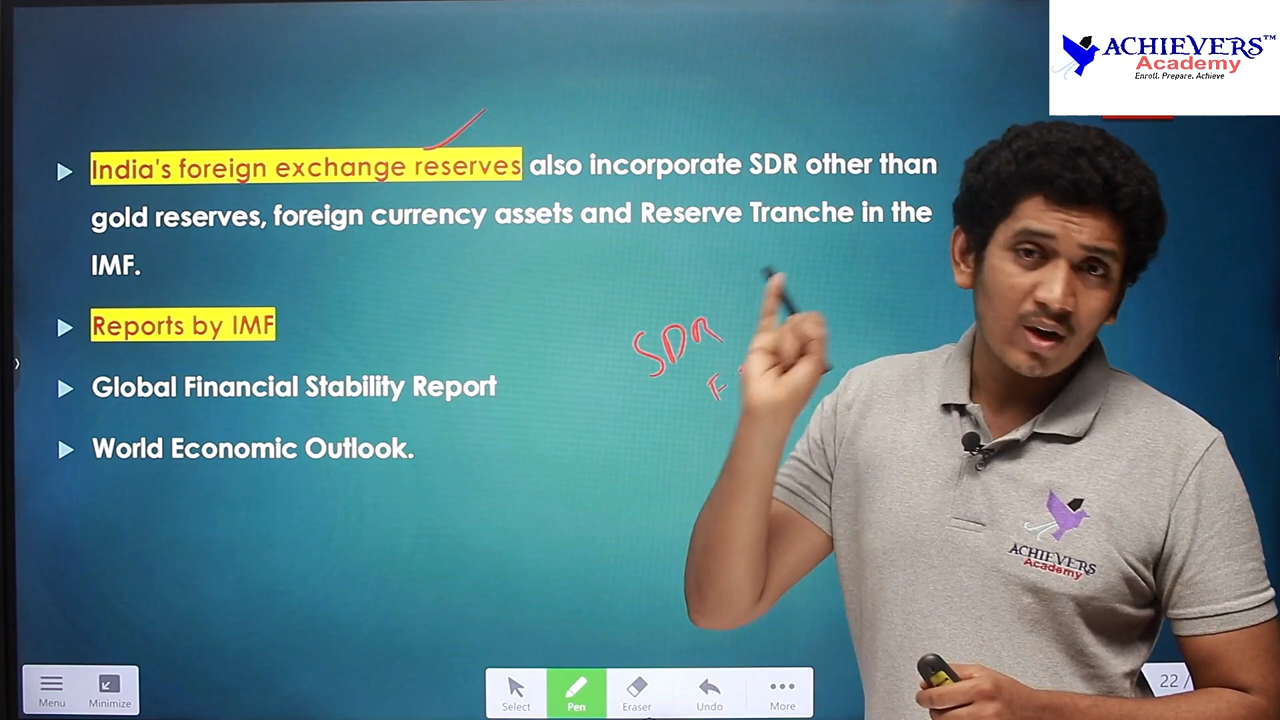 ACHIEVERS™
Academy
Enroll. Prepare. Achieve
India's foreign exchange reserves also incorporate SDR other than
gold reserves, foreign currency assets and Reserve Tranche in the
IMF.
Reports by IMF
SDR
F
Global Financial Stability Report
World Economic Outlook.
ACHIEVERS
Academy
Menu
Minimize
Select
Pen
Eraser
Undo
More
22 /